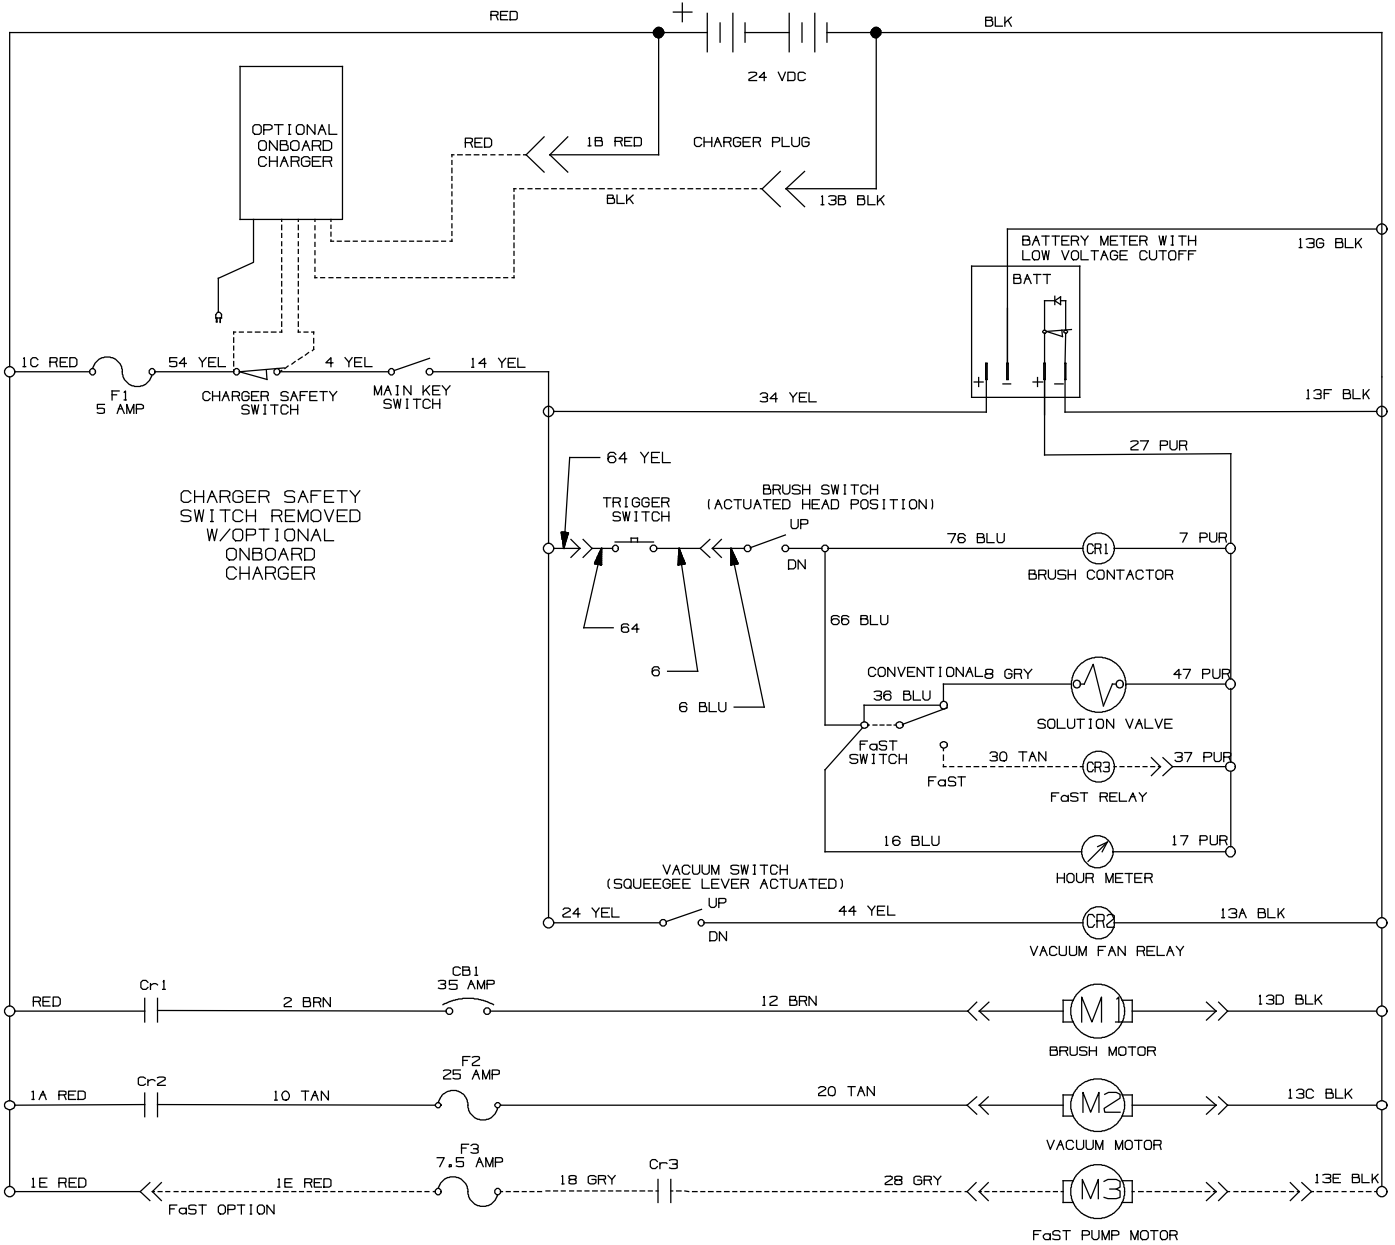 RED
+
BLK
24 VDC
OPTIONAL
ONBOARD
CHARGER
RED
1B RED
CHARGER PLUG
BLK
13B BLK
BATTERY METER WITH
LOW VOLTAGE CUTOFF
13G BLK
BATT
1C RED
54 YEL
4 YEL
14 YEL
F1
5 AMP
CHARGER SAFETY
SWITCH
MAIN KEY
SWITCH
+ − + −
34 YEL
13F BLK
27 PUR
64 YEL
CHARGER SAFETY
SWITCH REMOVED
W/OPTIONAL
ONBOARD
CHARGER
TRIGGER
SWITCH
BRUSH SWITCH
(ACTUATED HEAD POSITION)
UP
DN
76 BLU
CR1
7 PUR
BRUSH CONTACTOR
64
66 BLU
6
6 BLU
CONVENTIONAL
8 GRY
47 PUR
36 BLU
SOLUTION VALVE
FaST
SWITCH
30 TAN
CR3
37 PUR
FaST
FaST RELAY
16 BLU
17 PUR
HOUR METER
VACUUM SWITCH
(SQUEEGEE LEVER ACTUATED)
24 YEL
UP
DN
44 YEL
CR2
13A BLK
VACUUM FAN RELAY
RED
Cr1
2 BRN
CB1
35 AMP
12 BRN
M1
13D BLK
BRUSH MOTOR
1A RED
Cr2
10 TAN
F2
25 AMP
20 TAN
M2
13C BLK
VACUUM MOTOR
1E RED
1E RED
F3
7.5 AMP
18 GRY
Cr3
28 GRY
M3
13E BLK
FaST OPTION
FaST PUMP MOTOR